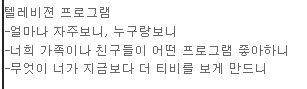 텔레비젼 프로그램
-얼마나 자주보니, 누구랑보니
-너희 가족이나 친구들이 어떤 프로그램 좋아하니
-무엇이 너가 지금보다 더 티비를 보게 만드니